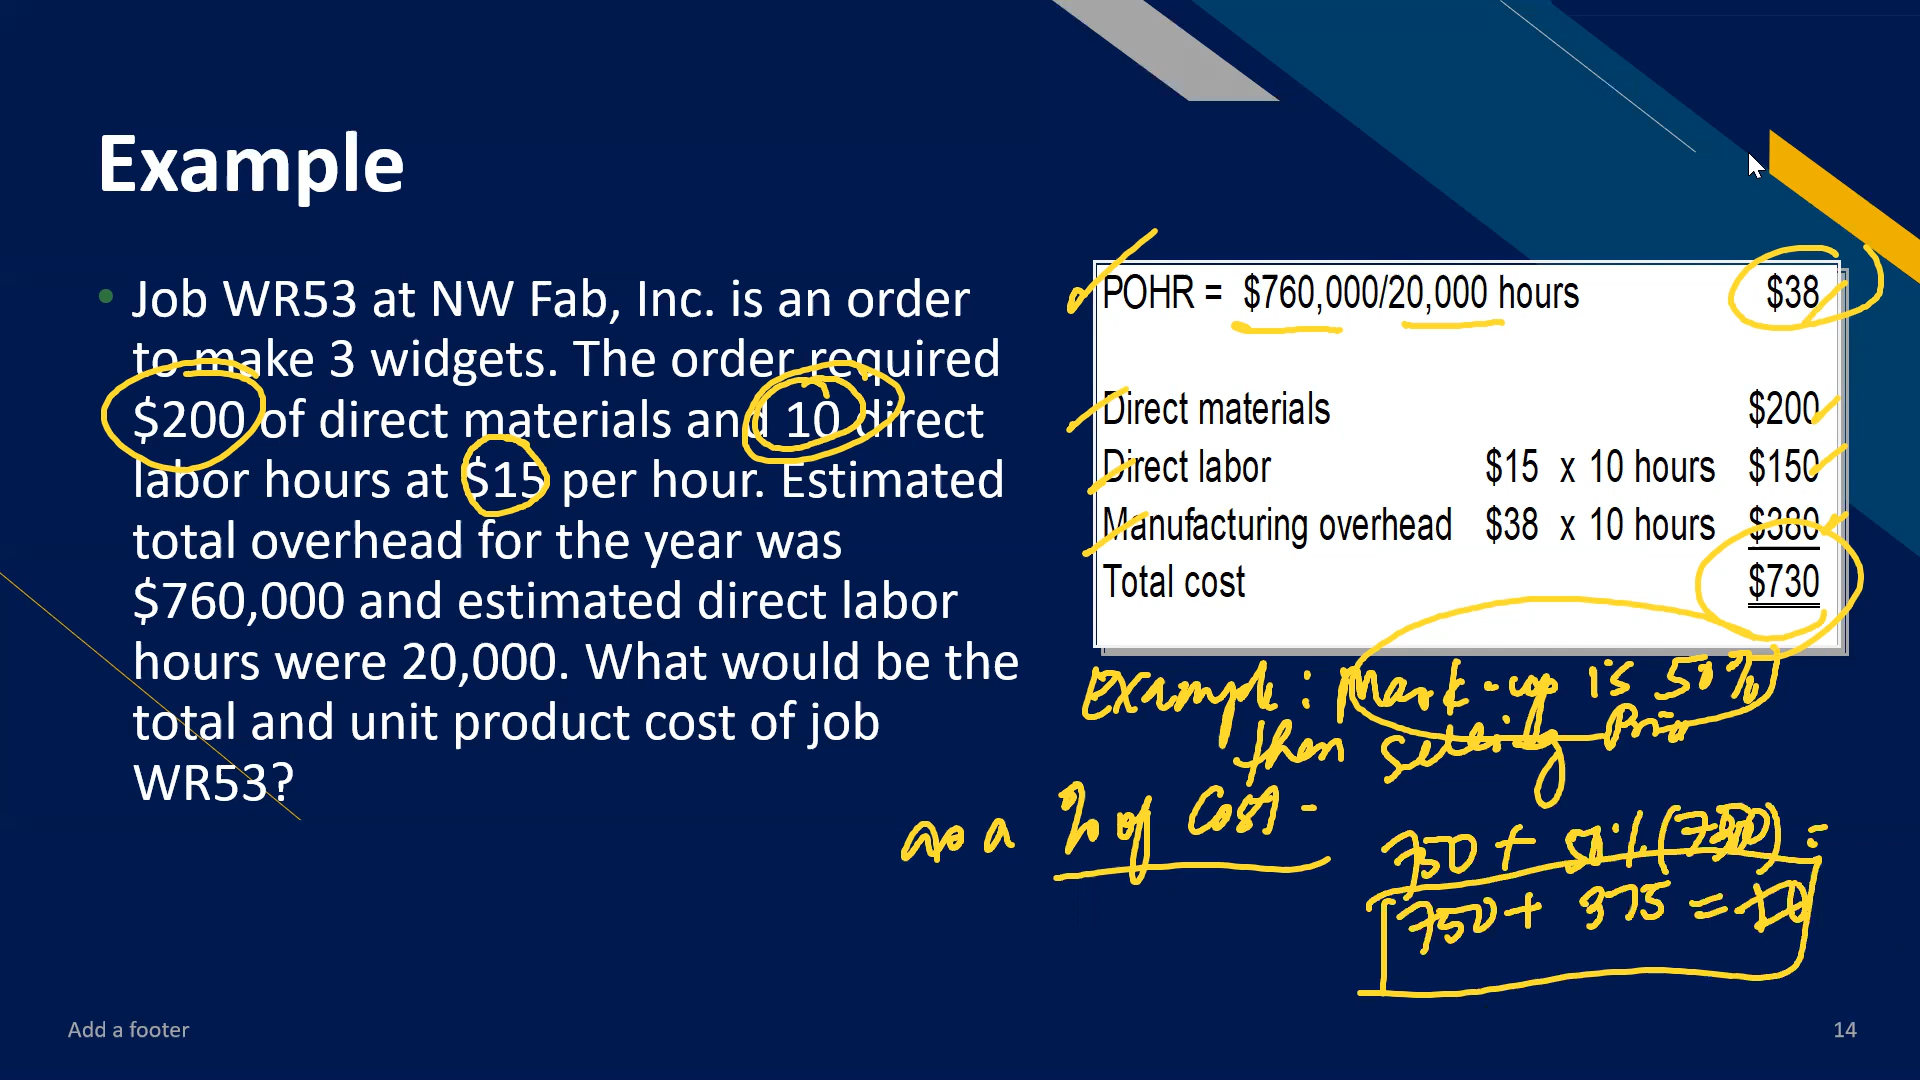 Example
• Job WR53 at NW Fab, Inc. is an order
to make 3 widgets. The order required
$200 of direct materials and 10 direct
labor hours at $15 per hour. Estimated
total overhead for the year was
$760,000 and estimated direct labor
hours were 20,000. What would be the
total and unit product cost of job
WR53?
POHR = $760,000/20,000 hours $38
Direct materials $200
Direct labor $15 x 10 hours $150
Manufacturing overhead $38 x 10 hours $380
Total cost $730
Example: Mark-up is 50%
then selling
a % of Cost -
750 + 50% (750) =
750 + 375 =
Add a footer
14